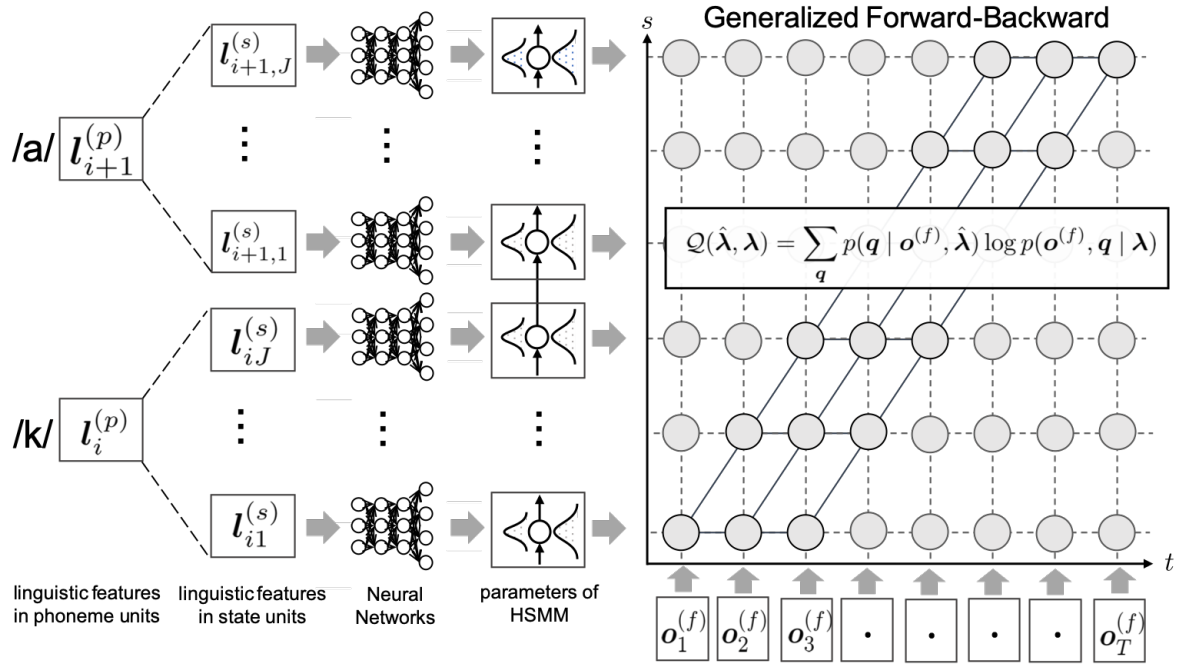 Generalized Forward-Backward
s
/a/
l_{i+1}^{(p)}
l_{i+1,J}^{(s)}
⋮ ⋮ ⋮
l_{i+1,1}^{(s)}
Q(λ̂, λ) = ∑_q p(q | o^{(f)}, λ̂) log p(o^{(f)}, q | λ)
/k/
l_i^{(p)}
l_{iJ}^{(s)}
⋮ ⋮ ⋮
l_{i1}^{(s)}
t
o_1^{(f)} o_2^{(f)} o_3^{(f)} · · · · o_T^{(f)}
linguistic features
in phoneme units
linguistic features
in state units
Neural
Networks
parameters of
HSMM